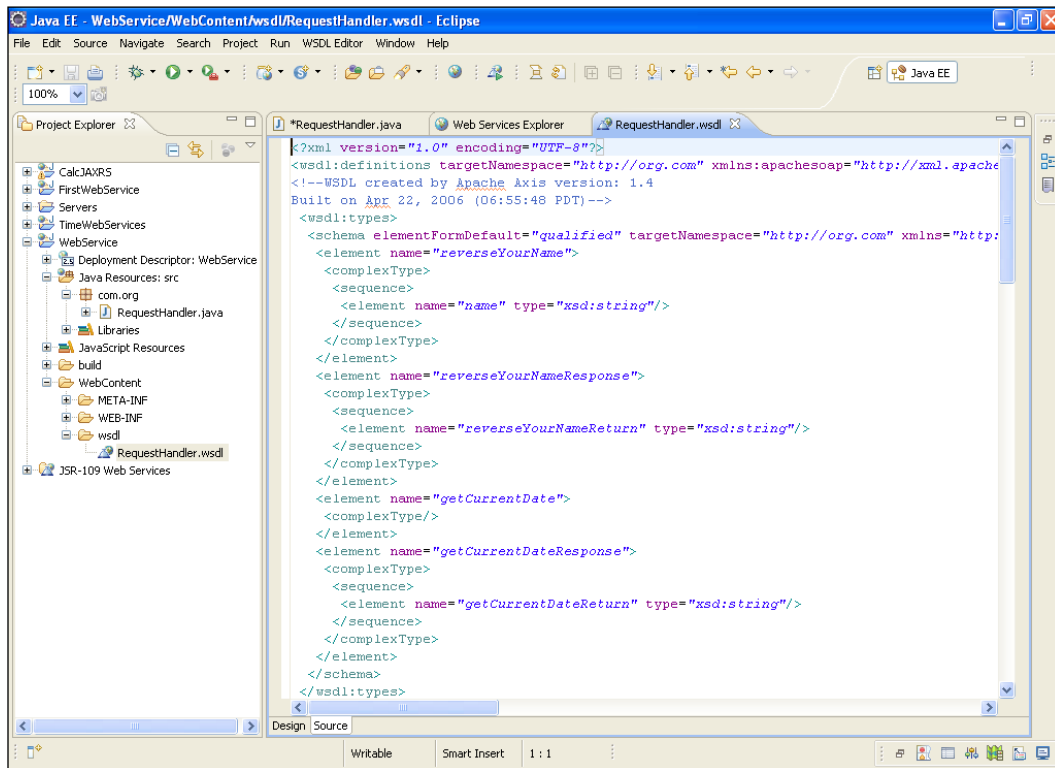 Java EE - WebService/WebContent/wsdl/RequestHandler.wsdl - Eclipse
File Edit Source Navigate Search Project Run WSDL Editor Window Help
Java EE
100%
Project Explorer
*RequestHandler.java Web Services Explorer RequestHandler.wsdl
CalcJAXRS
FirstWebService
Servers
TimeWebServices
WebService
Deployment Descriptor: WebService
Java Resources: src
com.org
RequestHandler.java
Libraries
JavaScript Resources
build
WebContent
META-INF
WEB-INF
wsdl
RequestHandler.wsdl
JSR-109 Web Services
<?xml version="1.0" encoding="UTF-8"?>
<wsdl:definitions targetNamespace="http://org.com" xmlns:apachesoap="http://xml.apache
<!--WSDL created by Apache Axis version: 1.4
Built on Apr 22, 2006 (06:55:48 PDT)-->
<wsdl:types>
<schema elementFormDefault="qualified" targetNamespace="http://org.com" xmlns="http:
<element name="reverseYourName">
<complexType>
<sequence>
<element name="name" type="xsd:string"/>
</sequence>
</complexType>
</element>
<element name="reverseYourNameResponse">
<complexType>
<sequence>
<element name="reverseYourNameReturn" type="xsd:string"/>
</sequence>
</complexType>
</element>
<element name="getCurrentDate">
<complexType/>
</element>
<element name="getCurrentDateResponse">
<complexType>
<sequence>
<element name="getCurrentDateReturn" type="xsd:string"/>
</sequence>
</complexType>
</element>
</schema>
</wsdl:types>
Design Source
Writable Smart Insert 1 : 1